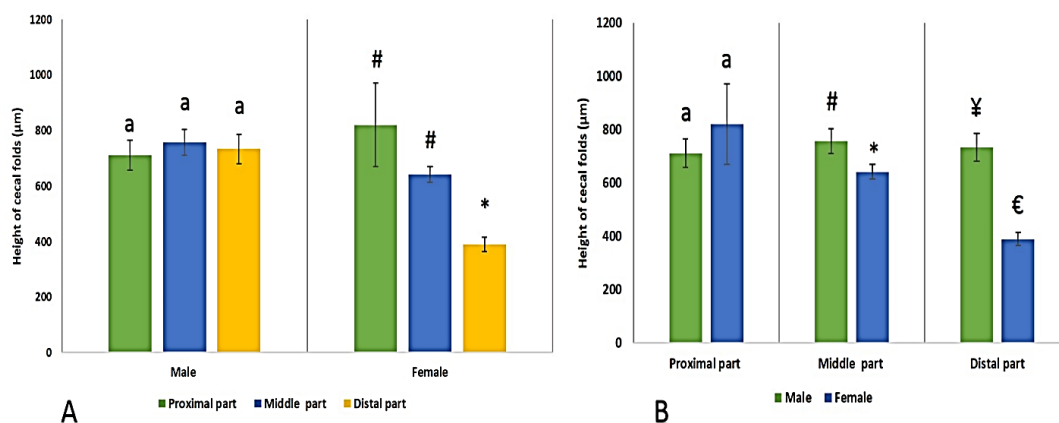 1200
1000
800
600
400
200
0
Height of cecal folds (µm)
a
a
a
#
#
*
Male
Female
Proximal part
Middle part
Distal part
A
1200
1000
800
600
400
200
0
Height of cecal folds (µm)
a
a
#
*
¥
€
Proximal part
Middle part
Distal part
Male
Female
B